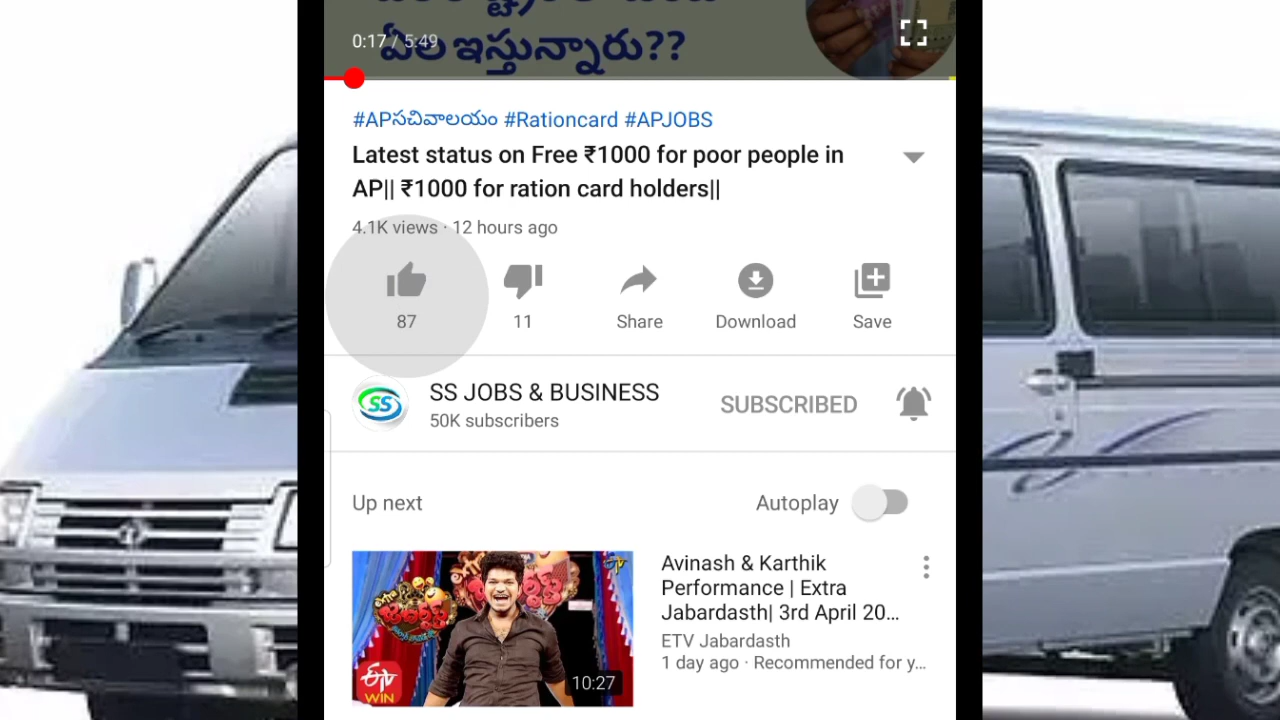 ఏల ఇస్తున్నారు??
0:17 / 5:49
#APసచివాలయం #Rationcard #APJOBS
Latest status on Free ₹1000 for poor people in
AP|| ₹1000 for ration card holders||
4.1K views · 12 hours ago
87
11
Share
Download
Save
SS
SS JOBS & BUSINESS
50K subscribers
SUBSCRIBED
Up next
Autoplay
Avinash & Karthik
Performance | Extra
Jabardasth| 3rd April 20...
ETV Jabardasth
1 day ago · Recommended for y...
WIN
10:27